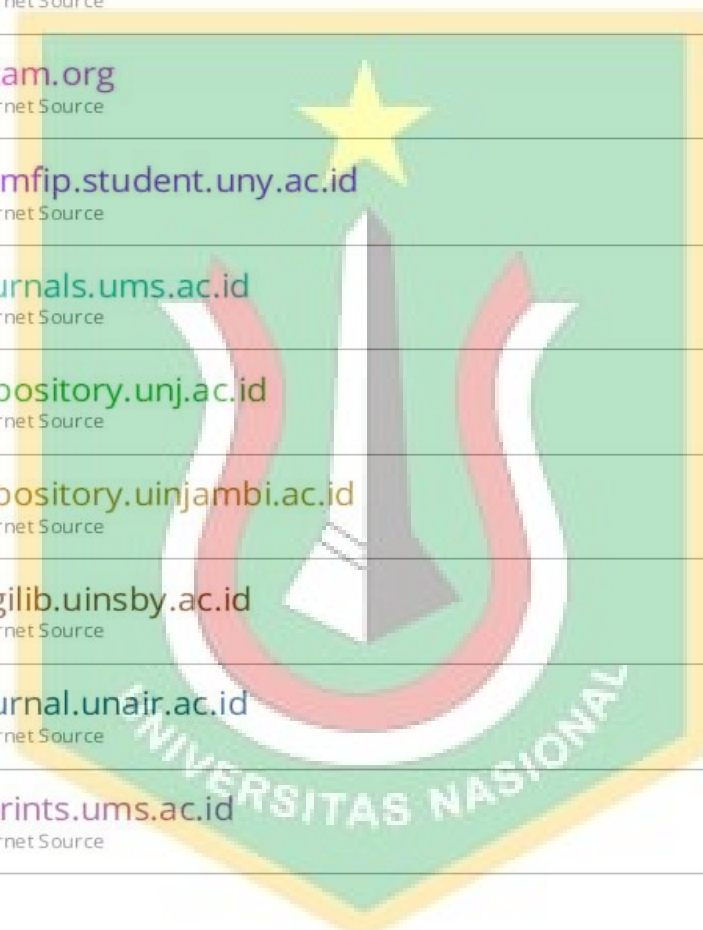 net Source
am.org
rnet Source
mfip.student.uny.ac.id
rnet Source
urnals.ums.ac.id
rnet Source
pository.unj.ac.id
rnet Source
pository.uinjambi.ac.id
rnet Source
gilib.uinsby.ac.id
rnet Source
urnal.unair.ac.id
rnet Source
UNIVERSITAS NASIONAL
rints.ums.ac.id
rnet Source